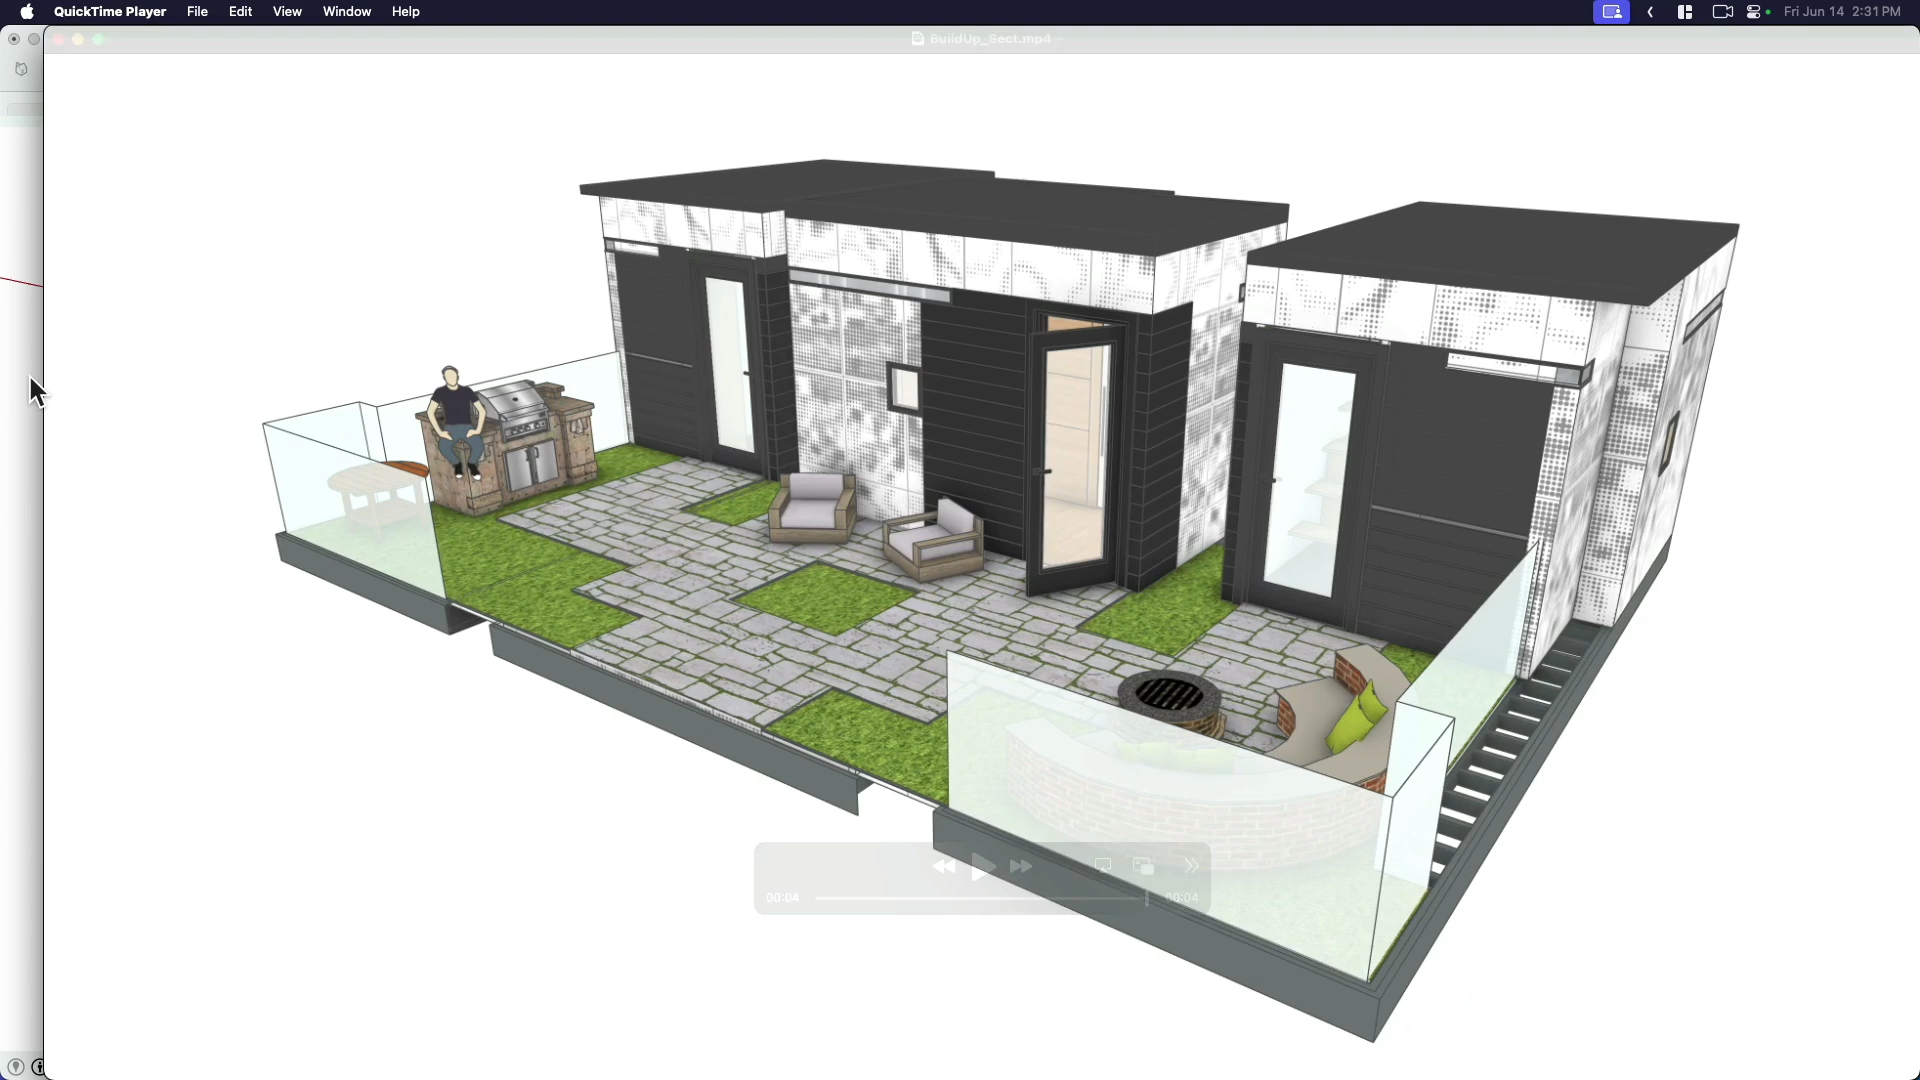 QuickTime Player File Edit View Window Help Fri Jun 14 2:31 PM
BuildUp_Sect.mp4
00:04 00:04